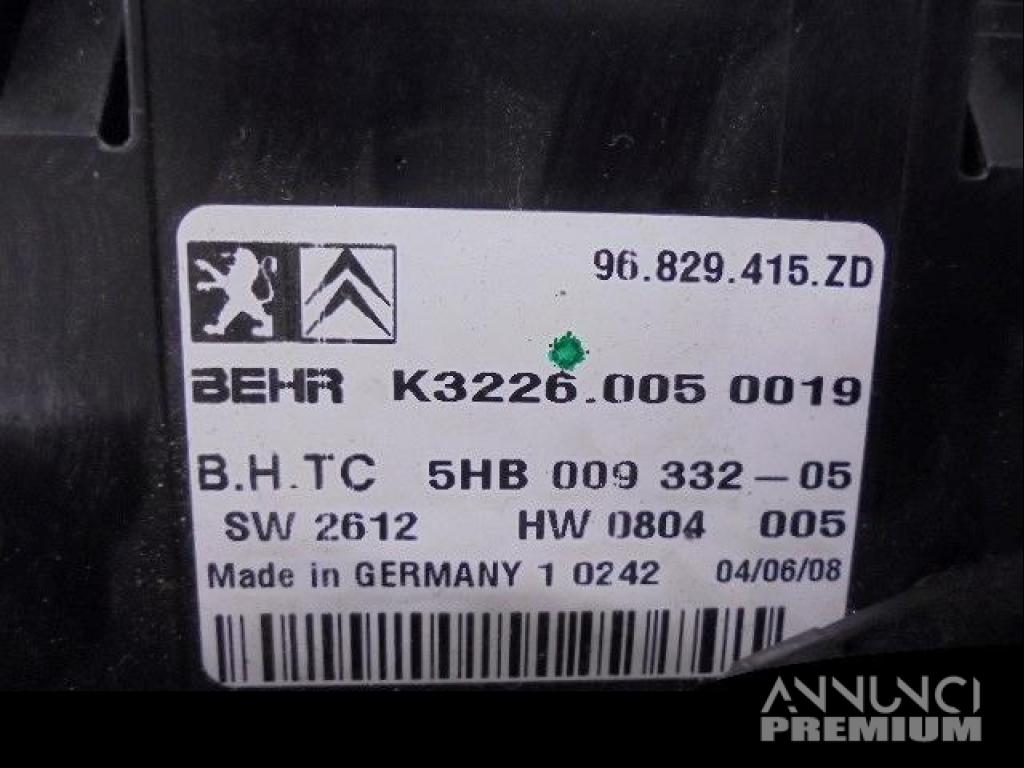 96.829.415.ZD
BEHR K3226.005 0019
B.H.TC 5HB 009 332-05
SW 2612 HW 0804 005
Made in GERMANY 1 0242 04/06/08
ANNUNCI
PREMIUM